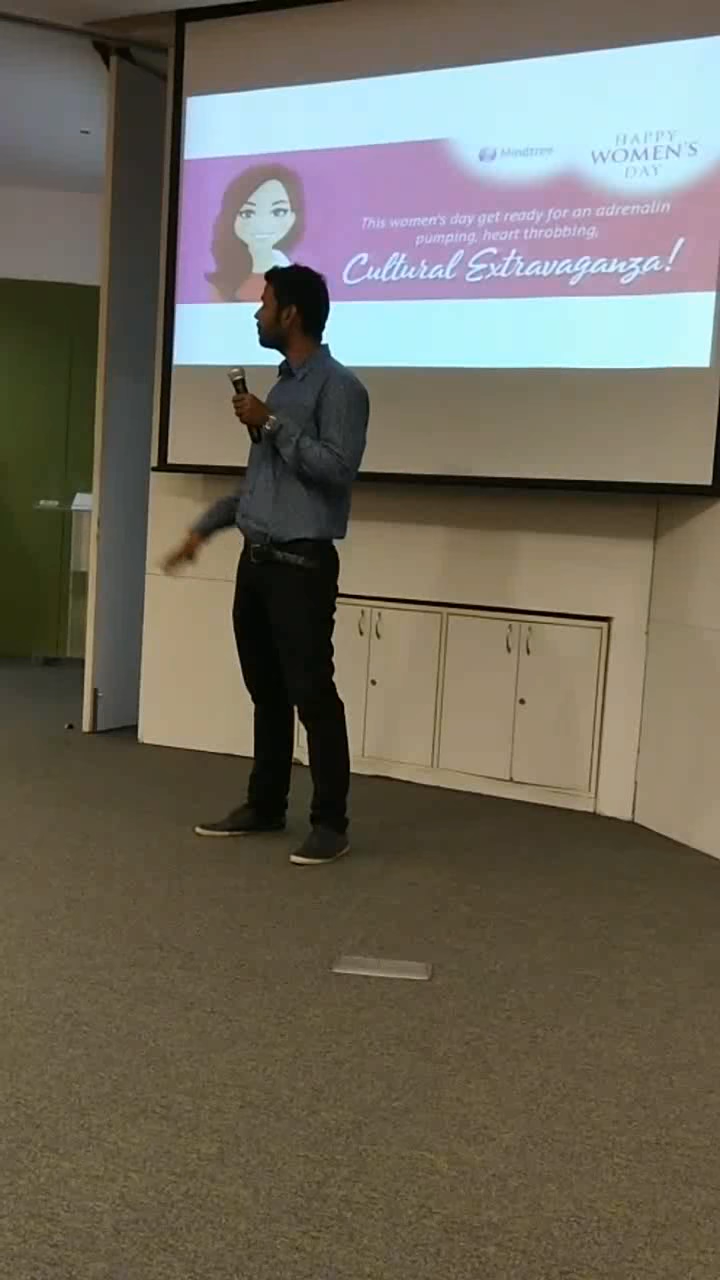 Mindtree
HAPPY
WOMEN'S
DAY
This women's day get ready for an adrenalin
pumping, heart throbbing,
Cultural Extravaganza!